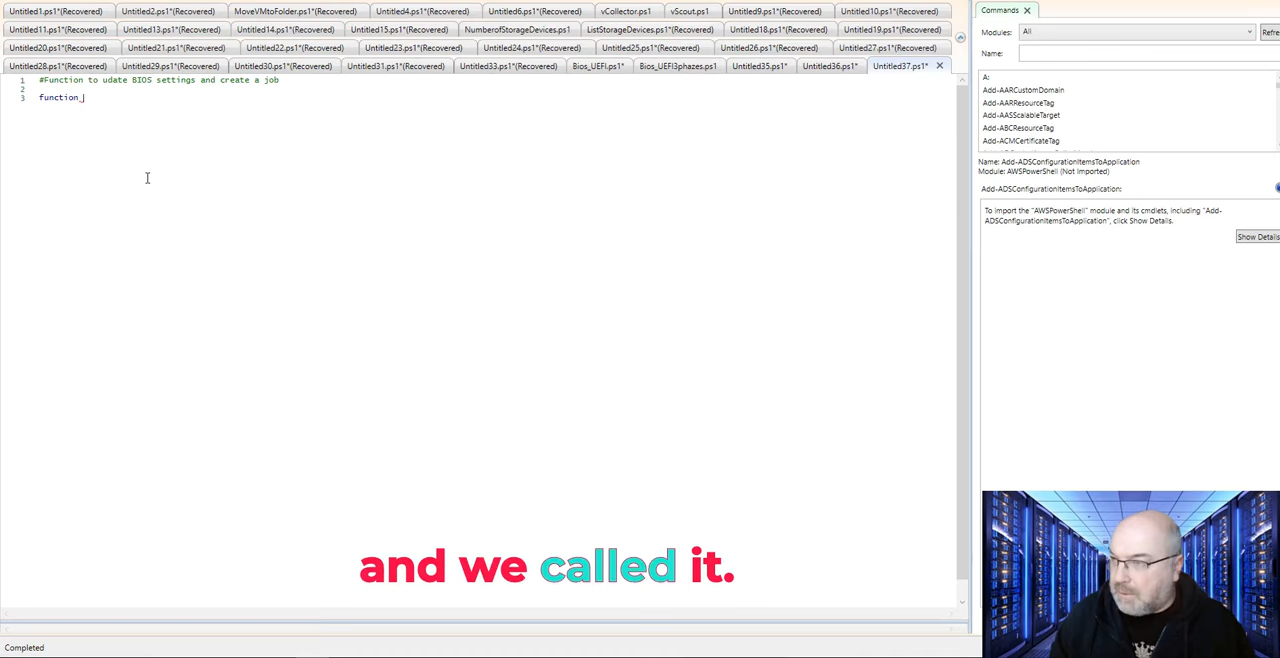 Untitled1.ps1*(Recovered) Untitled2.ps1*(Recovered) MoveVMtoFolder.ps1*(Recovered) Untitled4.ps1*(Recovered) Untitled6.ps1*(Recovered) vCollector.ps1 vScout.ps1 Untitled9.ps1*(Recovered) Untitled10.ps1*(Recovered)
Untitled11.ps1*(Recovered) Untitled13.ps1*(Recovered) Untitled14.ps1*(Recovered) Untitled15.ps1*(Recovered) NumberofStorageDevices.ps1 ListStorageDevices.ps1*(Recovered) Untitled18.ps1*(Recovered) Untitled19.ps1*(Recovered)
Untitled20.ps1*(Recovered) Untitled21.ps1*(Recovered) Untitled22.ps1*(Recovered) Untitled23.ps1*(Recovered) Untitled24.ps1*(Recovered) Untitled25.ps1*(Recovered) Untitled26.ps1*(Recovered) Untitled27.ps1*(Recovered)
Untitled28.ps1*(Recovered) Untitled29.ps1*(Recovered) Untitled30.ps1*(Recovered) Untitled31.ps1*(Recovered) Untitled33.ps1*(Recovered) Bios_UEFI.ps1* Bios_UEFI3phazes.ps1 Untitled35.ps1* Untitled36.ps1* Untitled37.ps1*
1 #Function to udate BIOS settings and create a job
2
3 function
Commands
Modules: All Refre
Name:
A:
Add-AARCustomDomain
Add-AARResourceTag
Add-AASScalableTarget
Add-ABCResourceTag
Add-ACMCertificateTag
Name: Add-ADSConfigurationItemsToApplication
Module: AWSPowerShell (Not Imported)
Add-ADSConfigurationItemsToApplication:
To import the "AWSPowerShell" module and its cmdlets, including "Add-
ADSConfigurationItemsToApplication", click Show Details.
Show Details
and we called it.
Completed